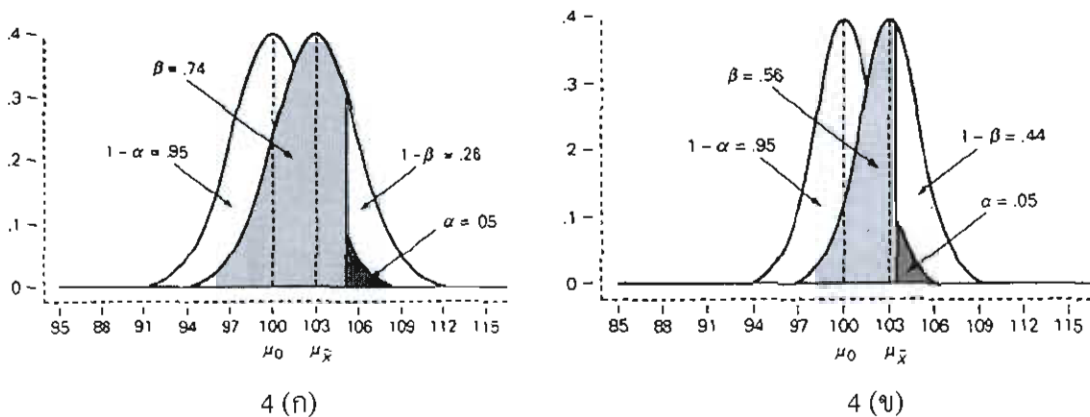 .4
.3
.2
.1
0
β = .74
1 - α = .95
1 - β = .26
α = 05
85 88 91 94 97 100 103 106 109 112 115
μ0 μx̄
4 (ก)
.4
.3
2
.1
0
β = .56
1 - α = .95
1 - β = .44
α = .05
85 88 91 94 97 100 103 106 109 112 115
μ0 μx̄
4 (ข)